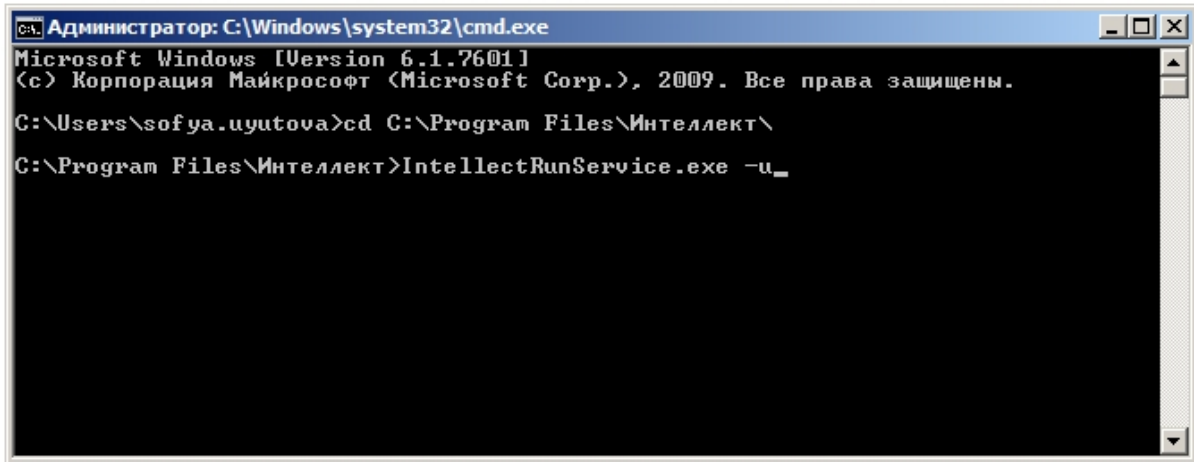 Администратор: C:\Windows\system32\cmd.exe
Microsoft Windows [Version 6.1.7601]
(c) Корпорация Майкрософт (Microsoft Corp.), 2009. Все права защищены.
C:\Users\sofya.uyutova>cd C:\Program Files\Интеллект\
C:\Program Files\Интеллект>IntellectRunService.exe -u_